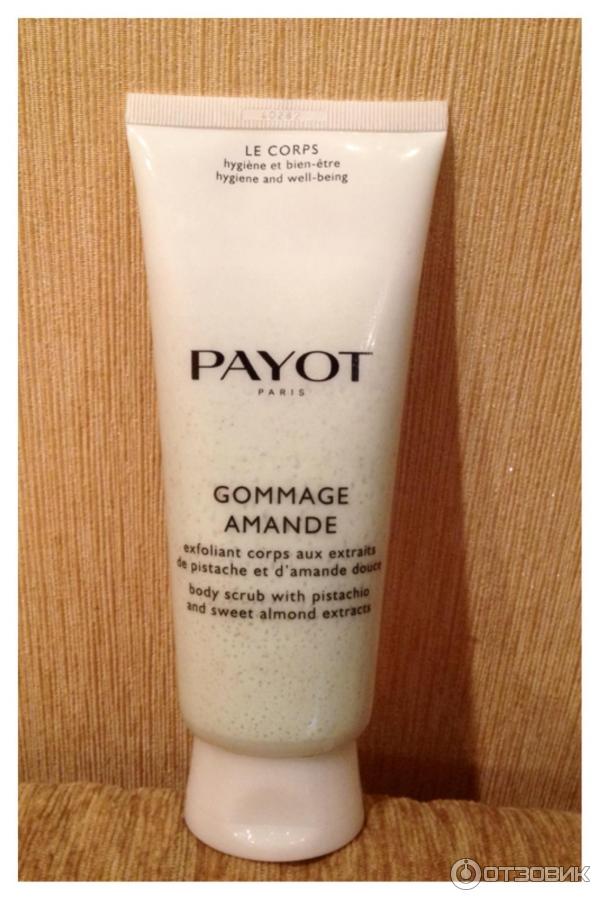 LE CORPS
hygiène et bien-être
hygiene and well-being
PAYOT
PARIS
GOMMAGE
AMANDE
exfoliant corps aux extraits
de pistache et d'amande douce
body scrub with pistachio
and sweet almond extracts
ОТЗОВИК